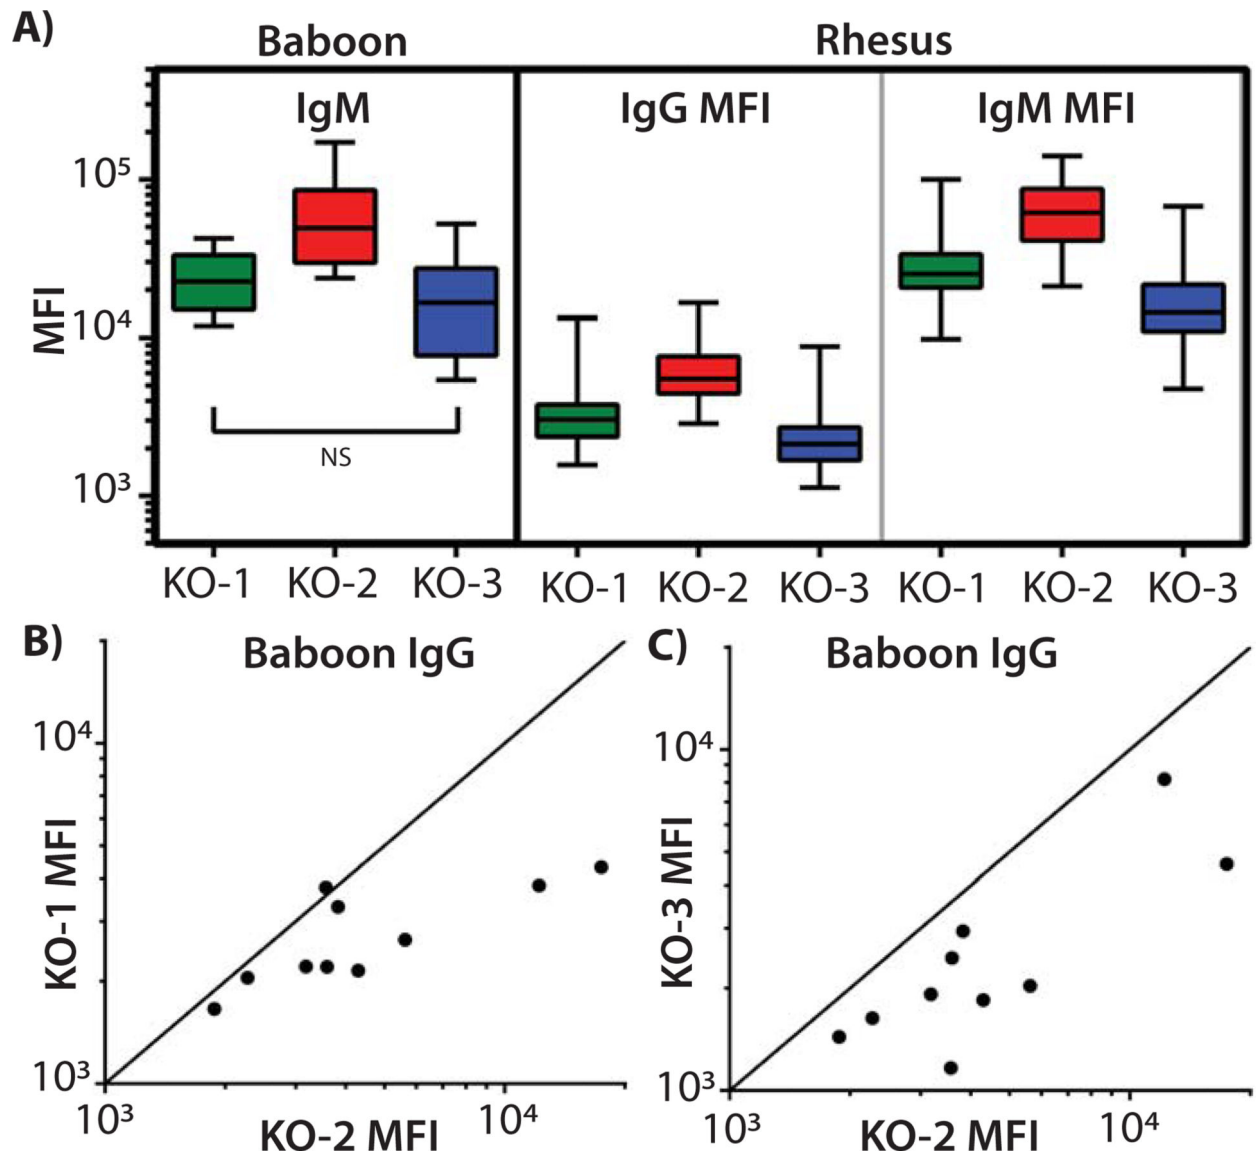 A)
Baboon
Rhesus
IgM
IgG MFI
IgM MFI
MFI
10⁵
10⁴
10³
NS
KO-1 KO-2 KO-3 KO-1 KO-2 KO-3 KO-1 KO-2 KO-3
B)
Baboon IgG
KO-1 MFI
10⁴
10³
10³ 10⁴
KO-2 MFI
C)
Baboon IgG
KO-3 MFI
10⁴
10³
10³ 10⁴
KO-2 MFI